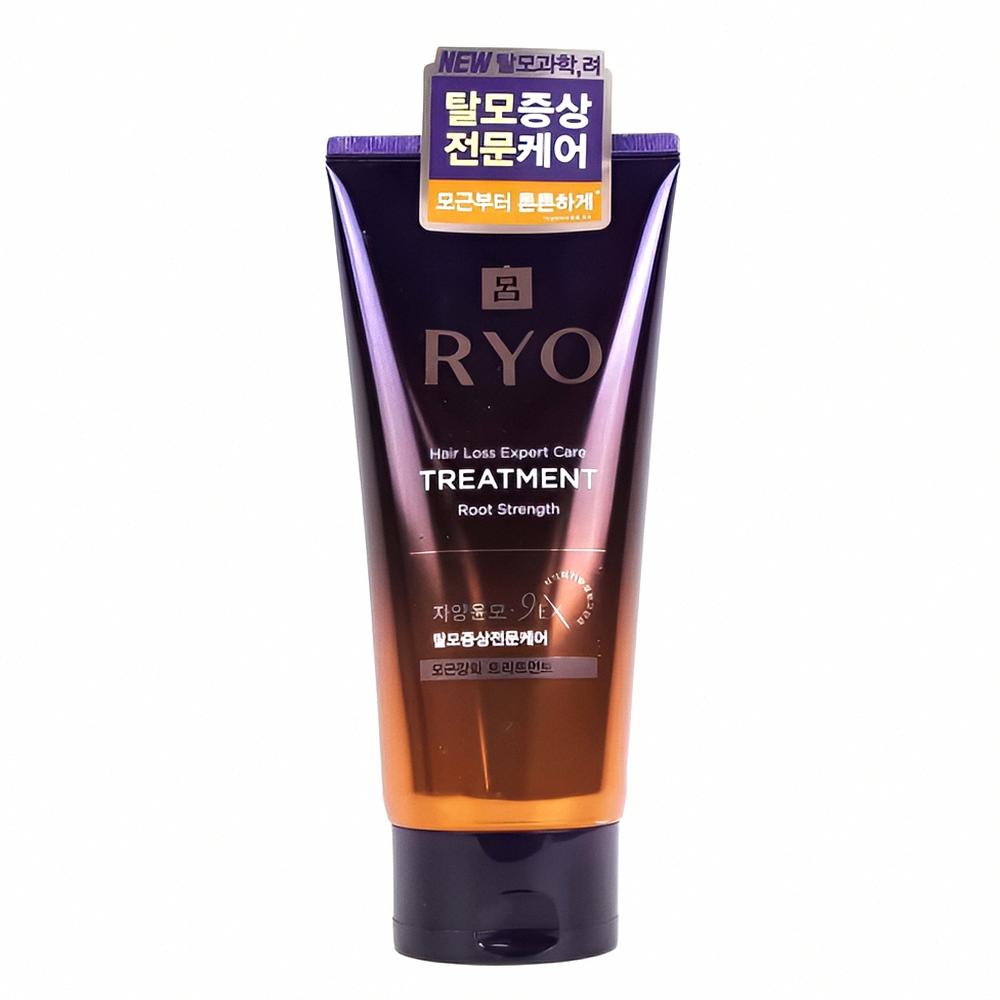 NEW 탈모과학,려
탈모증상
전문케어
모근부터 튼튼하게*
呂
RYO
Hair Loss Expert Care
TREATMENT
Root Strength
자양윤모·9EX
탈모증상전문케어
모근강화 트리트먼트